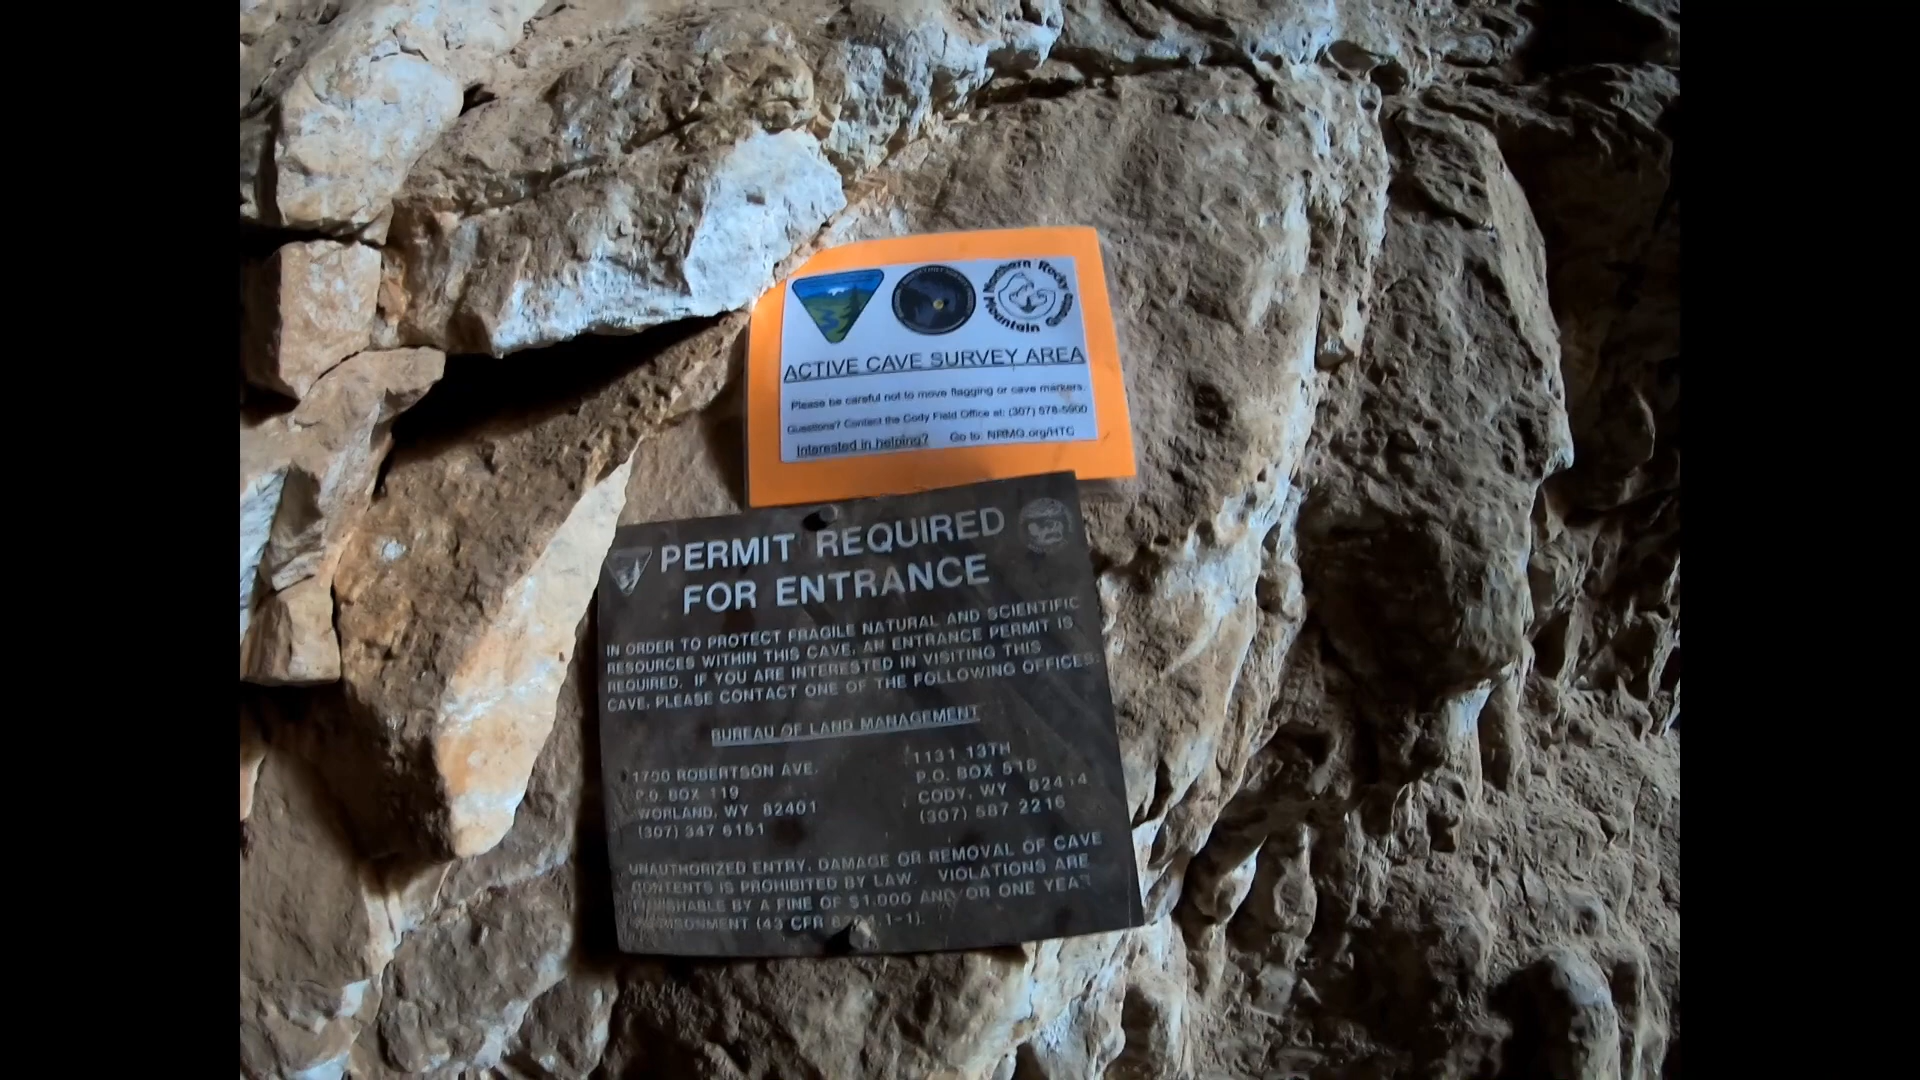 Northern Rocky Mountain Grotto
ACTIVE CAVE SURVEY AREA
Please be careful not to move flagging or cave markers.
Questions? Contact the Cody Field Office at: (307) 578-5900
Interested in helping? Go to: NRMG.org/HTC
PERMIT REQUIRED
FOR ENTRANCE
IN ORDER TO PROTECT FRAGILE NATURAL AND SCIENTIFIC
RESOURCES WITHIN THIS CAVE, AN ENTRANCE PERMIT IS
REQUIRED. IF YOU ARE INTERESTED IN VISITING THIS
CAVE, PLEASE CONTACT ONE OF THE FOLLOWING OFFICES:
BUREAU OF LAND MANAGEMENT
1700 ROBERTSON AVE.
P.O. BOX 119
WORLAND, WY 82401
(307) 347 6151
1131 13TH
P.O. BOX 518
CODY, WY 82414
(307) 587 2216
UNAUTHORIZED ENTRY, DAMAGE OR REMOVAL OF CAVE
CONTENTS IS PROHIBITED BY LAW. VIOLATIONS ARE
PUNISHABLE BY A FINE OF $1,000 AND/OR ONE YEAR
IMPRISONMENT (43 CFR